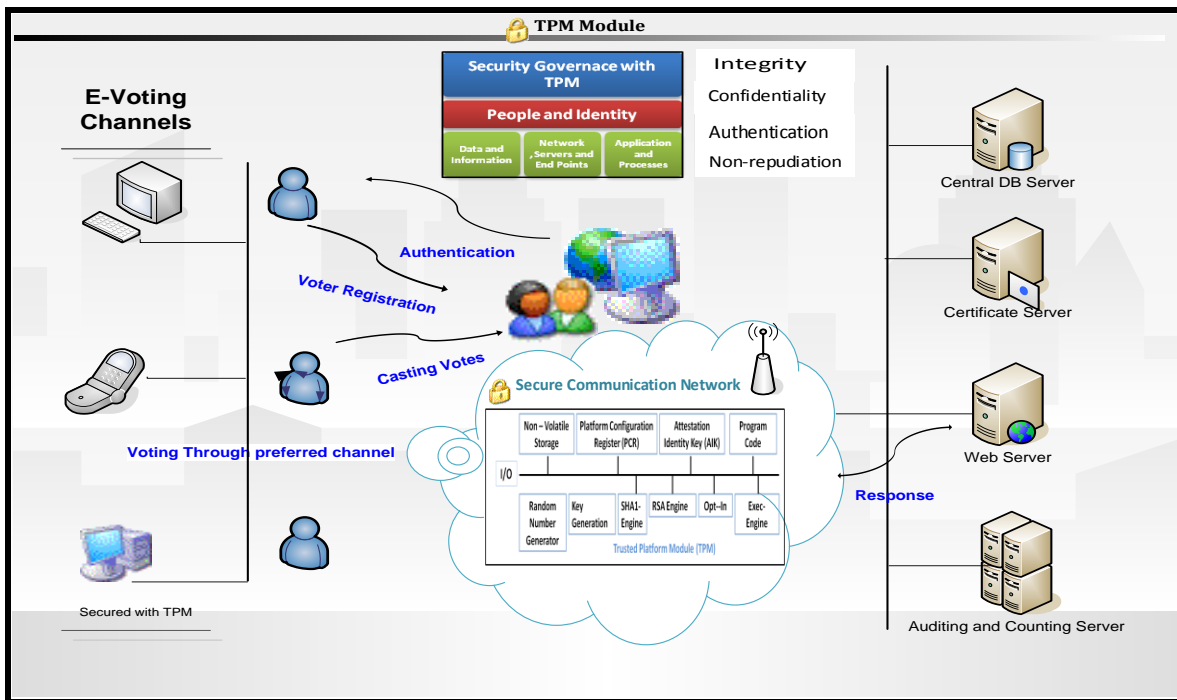 TPM Module
E-Voting
Channels
Security Governace with
TPM
People and Identity
Data and
Information
Network
,Servers and
End Points
Application
and
Processes
Integrity
Confidentiality
Authentication
Non-repudiation
Authentication
Voter Registration
Casting Votes
Voting Through preferred channel
Secured with TPM
Secure Communication Network
Non – Volatile
Storage
Platform Configuration
Register (PCR)
Attestation
Identity Key (AIK)
Program
Code
I/O
Random
Number
Generator
Key
Generation
SHA1-
Engine
RSA Engine
Opt–In
Exec-
Engine
Trusted Platform Module (TPM)
Response
Central DB Server
Certificate Server
Web Server
Auditing and Counting Server